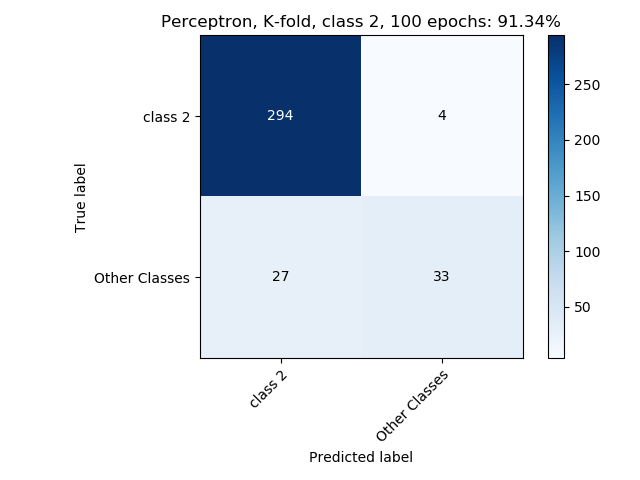 Perceptron, K-fold, class 2, 100 epochs: 91.34%
True label
class 2
Other Classes
294
4
27
33
class 2
Other Classes
Predicted label
250
200
150
100
50